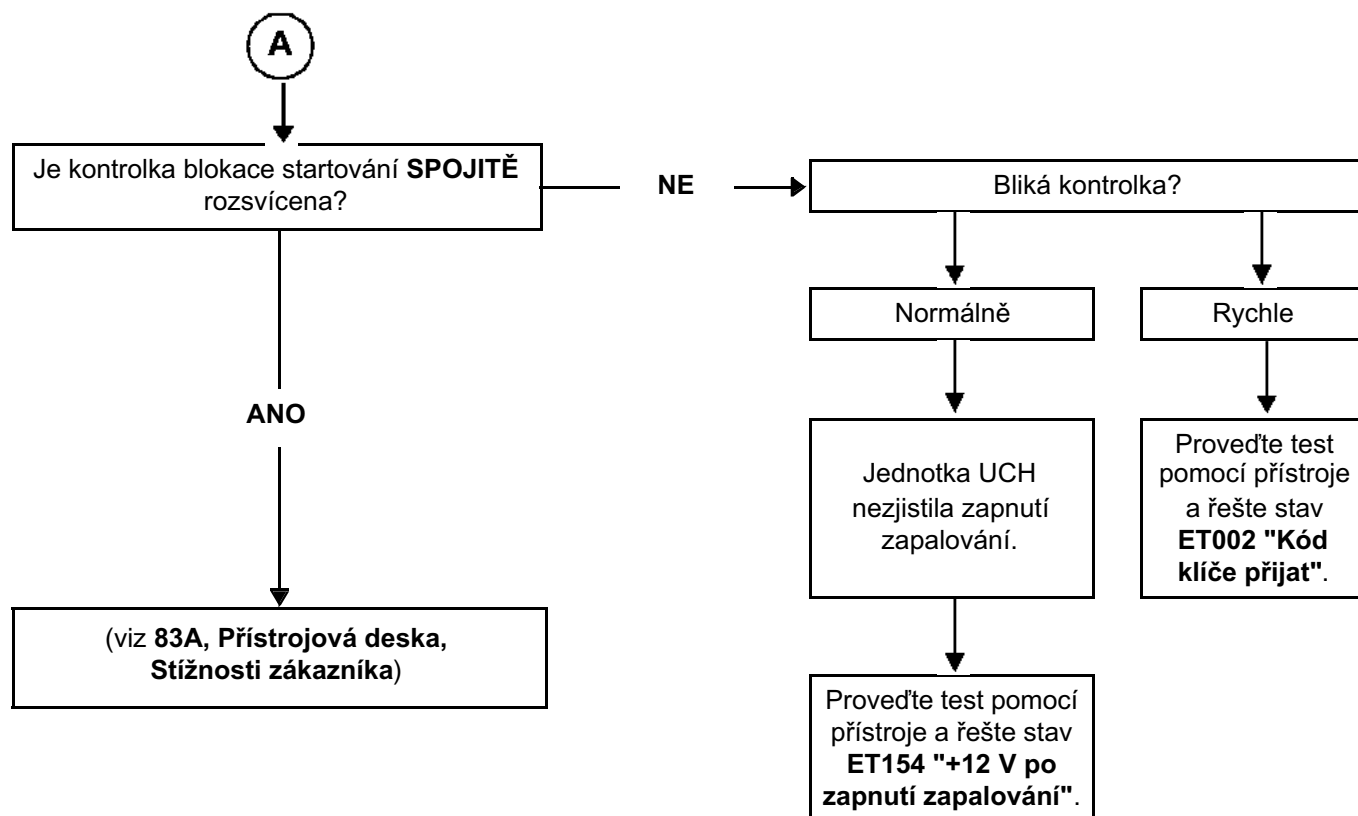 A
Je kontrolka blokace startování SPOJITĚ
rozsvícena?
NE
Bliká kontrolka?
Normálně
Rychle
ANO
Jednotka UCH
nezjistila zapnutí
zapalování.
Proveďte test
pomocí přístroje
a řešte stav
ET002 "Kód
klíče přijat".
(viz 83A, Přístrojová deska,
Stížnosti zákazníka)
Proveďte test pomocí
přístroje a řešte stav
ET154 "+12 V po
zapnutí zapalování".